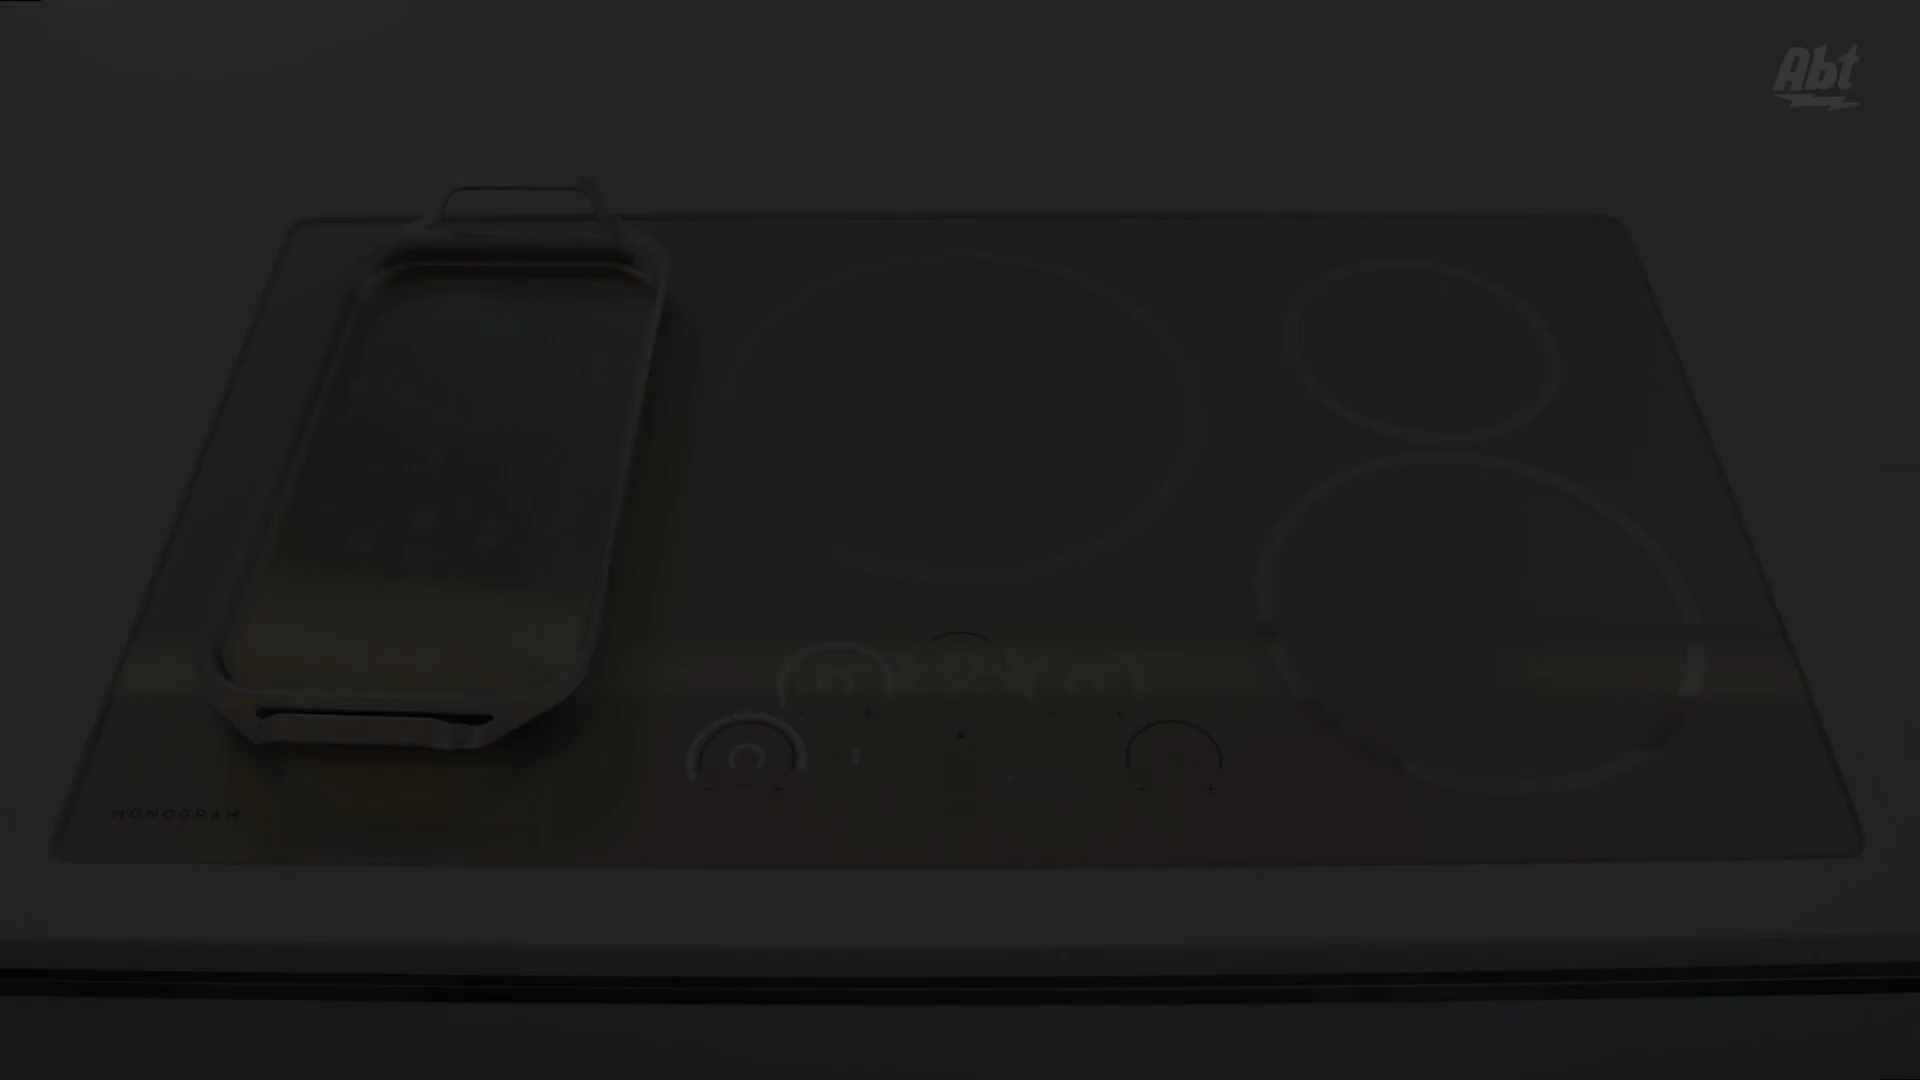 Abt
MONOGRAM
- +
- +
- +
- +